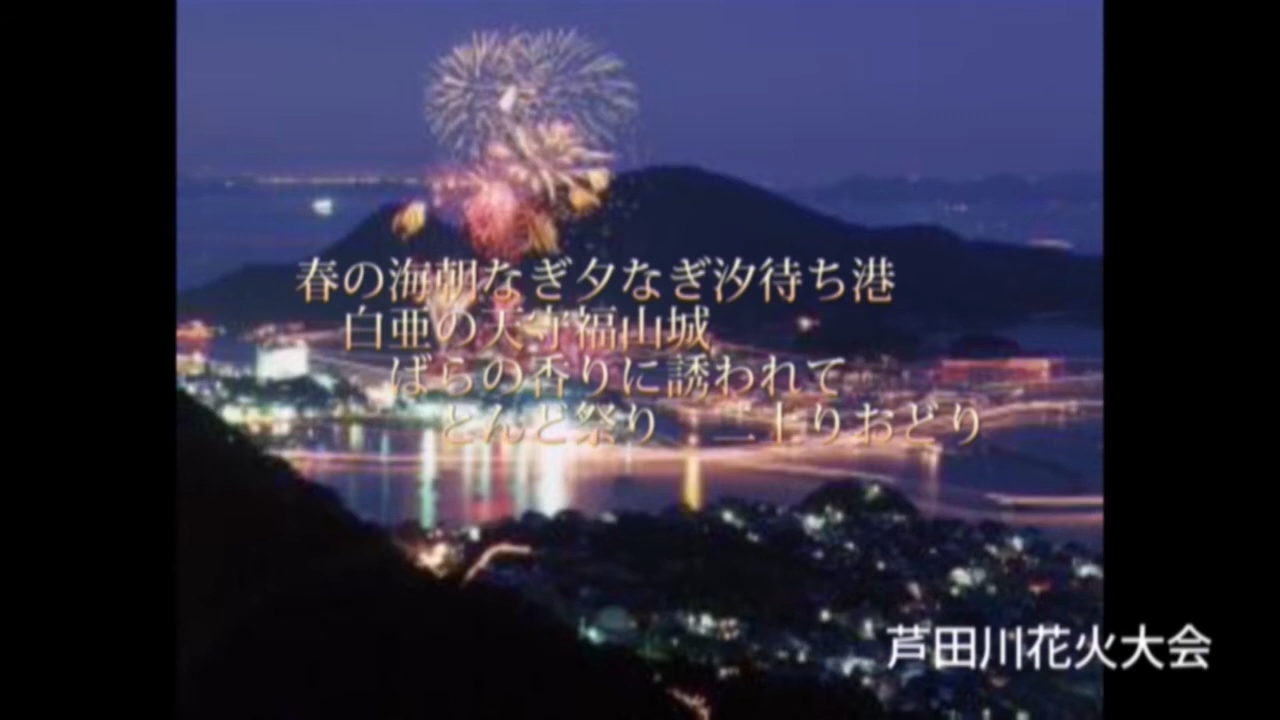 春の海朝なぎ夕なぎ汐待ち港
白亜の天守福山城
ばらの香りに誘われて
とんど祭り　二上りおどり
芦田川花火大会